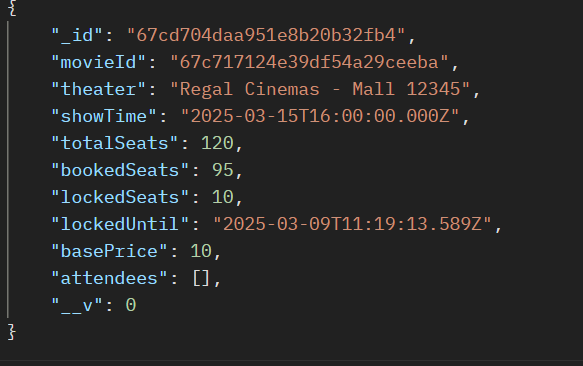 {
"_id": "67cd704daa951e8b20b32fb4",
"movieId": "67c717124e39df54a29ceeba",
"theater": "Regal Cinemas - Mall 12345",
"showTime": "2025-03-15T16:00:00.000Z",
"totalSeats": 120,
"bookedSeats": 95,
"lockedSeats": 10,
"lockedUntil": "2025-03-09T11:19:13.589Z",
"basePrice": 10,
"attendees": [],
"__v": 0
}